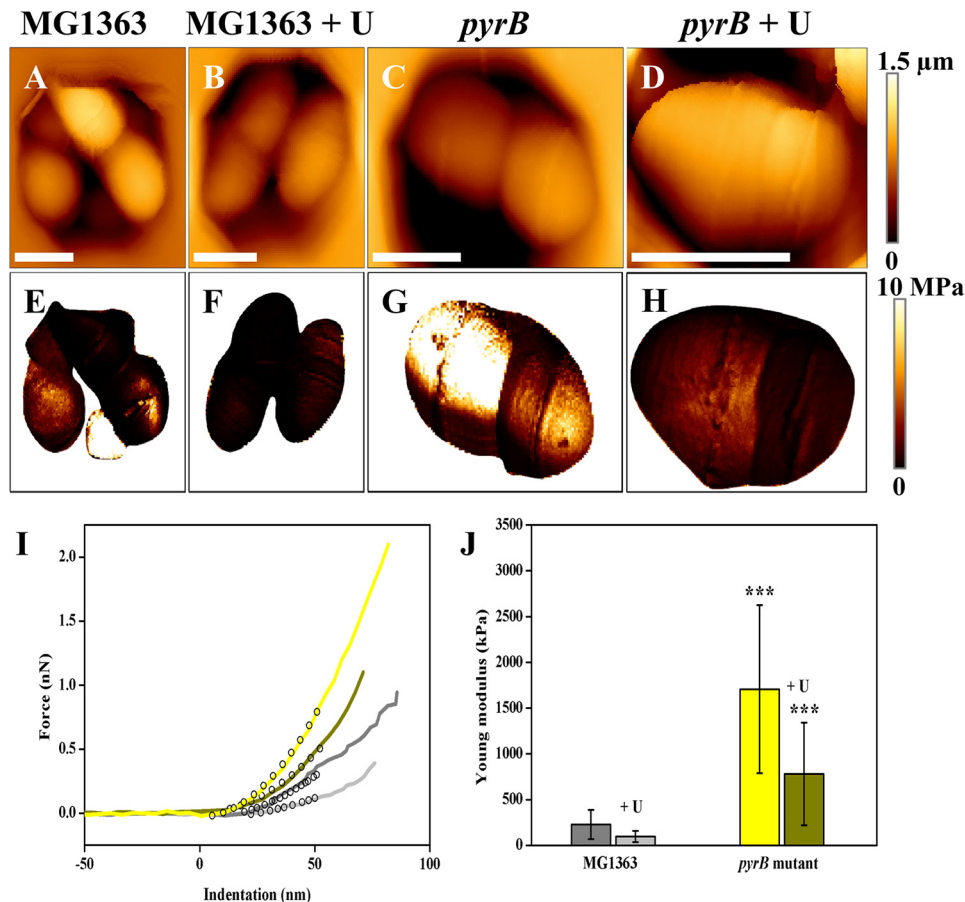 MG1363 MG1363 + U pyrB pyrB + U
A B C D 1.5 µm
0
E F G H 10 MPa
0
I
Force (nN)
2.0
1.5
1.0
0.5
0.0
-50 0 50 100
Indentation (nm)
J
Young modulus (kPa)
3500
3000
2500
2000
1500
1000
500
0
***
+ U
***
+ U
MG1363 pyrB mutant